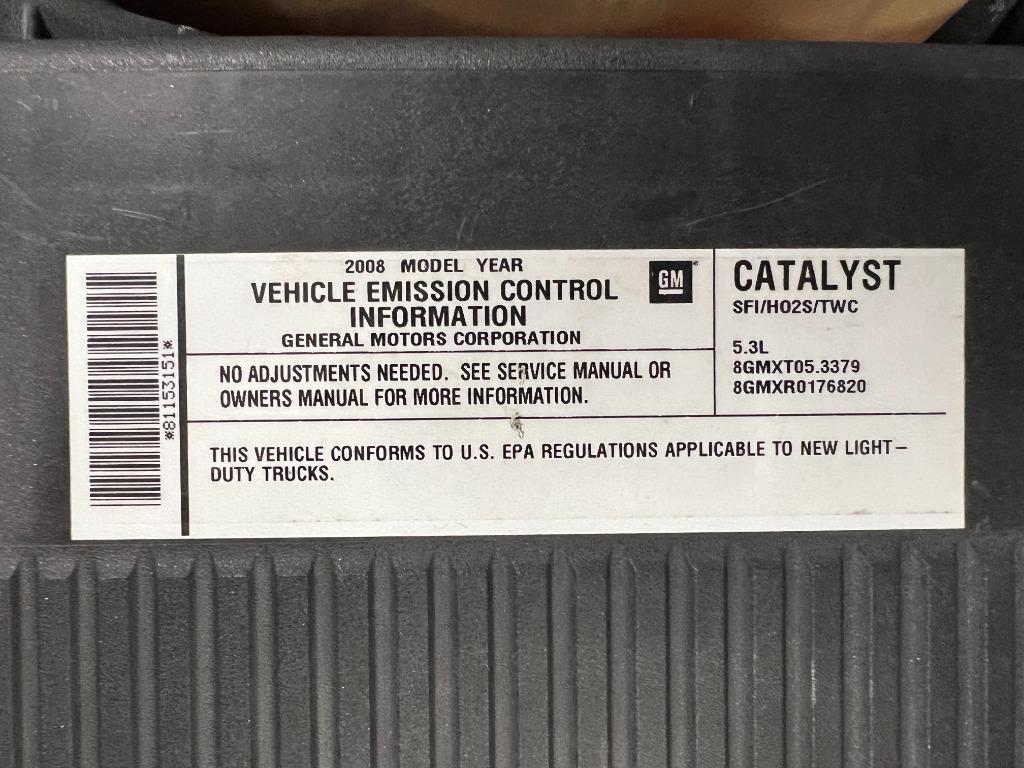 *81153151*
2008 MODEL YEAR
VEHICLE EMISSION CONTROL
INFORMATION
GENERAL MOTORS CORPORATION
GM
NO ADJUSTMENTS NEEDED. SEE SERVICE MANUAL OR
OWNERS MANUAL FOR MORE INFORMATION.
CATALYST
SFI/HO2S/TWC
5.3L
8GMXT05.3379
8GMXR0176820
THIS VEHICLE CONFORMS TO U.S. EPA REGULATIONS APPLICABLE TO NEW LIGHT-
DUTY TRUCKS.